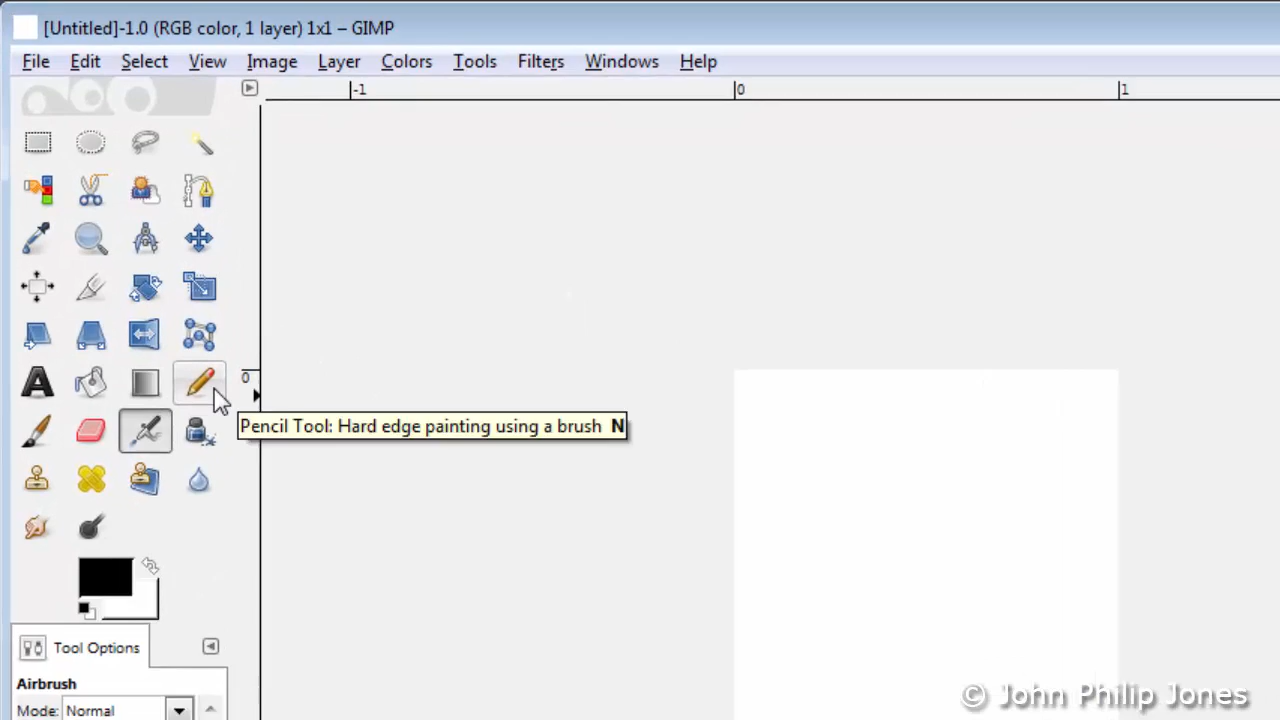 [Untitled]-1.0 (RGB color, 1 layer) 1x1 – GIMP
File Edit Select View Image Layer Colors Tools Filters Windows Help
-1 0 1
0
Pencil Tool: Hard edge painting using a brush N
Tool Options
Airbrush
Mode: Normal
© John Philip Jones